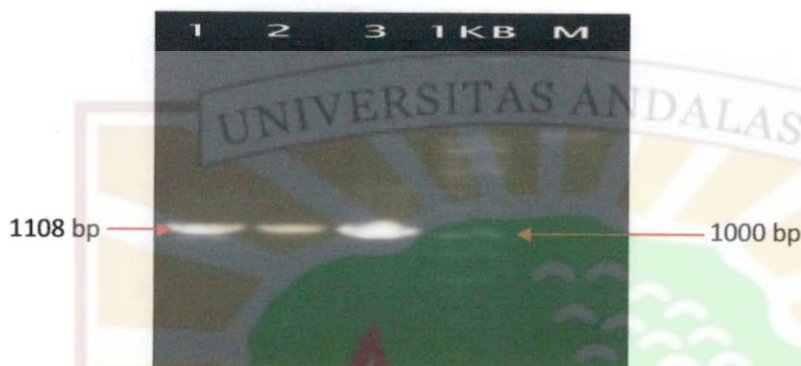 1 2 3 1KB M
UNIVERSITAS ANDALAS
1108 bp
1000 bp